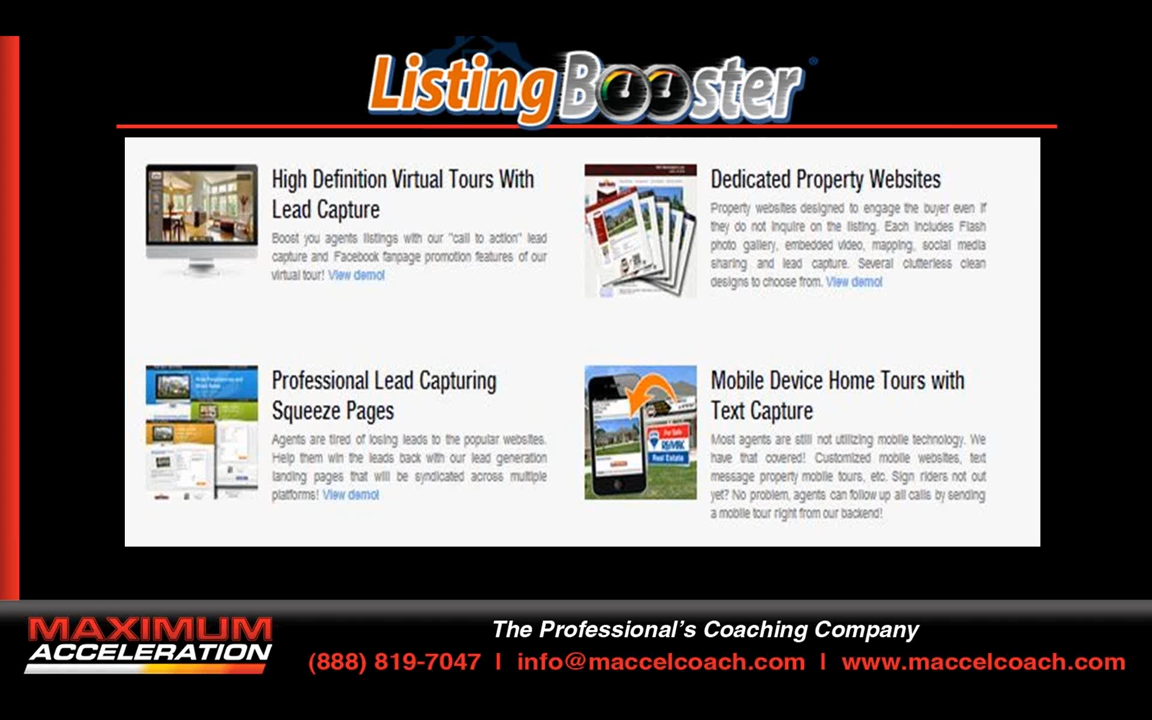 ListingBooster®
High Definition Virtual Tours With
Lead Capture
Boost you agents listings with our "call to action" lead
capture and Facebook fanpage promotion features of our
virtual tour! View demo!
Dedicated Property Websites
Property websites designed to engage the buyer even if
they do not inquire on the listing. Each includes Flash
photo gallery, embedded video, mapping, social media
sharing and lead capture. Several clutterless clean
designs to choose from. View demo!
Professional Lead Capturing
Squeeze Pages
Agents are tired of losing leads to the popular websites.
Help them win the leads back with our lead generation
landing pages that will be syndicated across multiple
platforms! View demo!
For Sale
RE/MAX
Real Estate
Mobile Device Home Tours with
Text Capture
Most agents are still not utilizing mobile technology. We
have that covered! Customized mobile websites, text
message property mobile tours, etc. Sign riders not out
yet? No problem, agents can follow up all calls by sending
a mobile tour right from our backend!
MAXIMUM
ACCELERATION
The Professional's Coaching Company
(888) 819-7047 | info@maccelcoach.com | www.maccelcoach.com